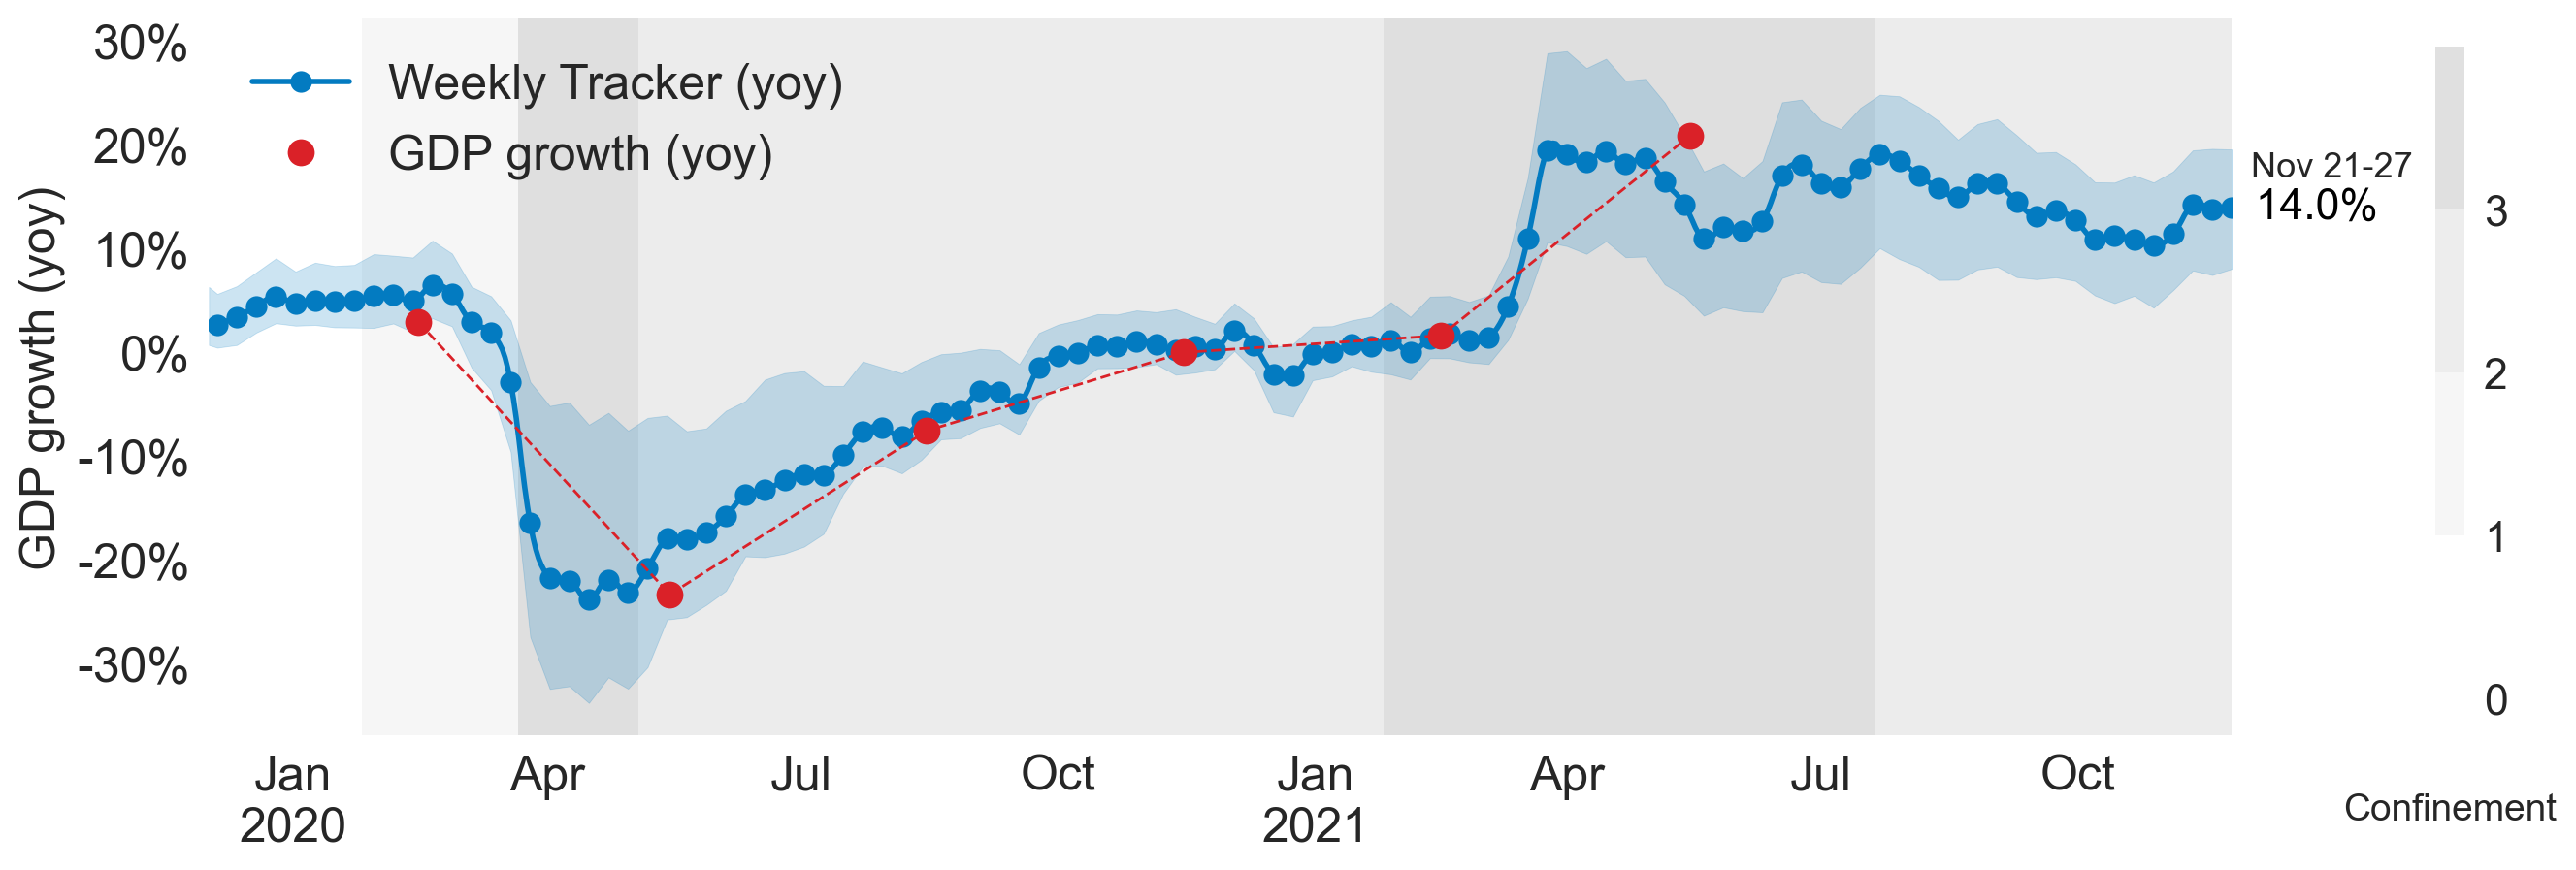 30%
20%
10%
0%
-10%
-20%
-30%
GDP growth (yoy)
Weekly Tracker (yoy)
GDP growth (yoy)
Jan
2020
Apr
Jul
Oct
Jan
2021
Apr
Jul
Oct
Nov 21-27
14.0%
3
2
1
0
Confinement